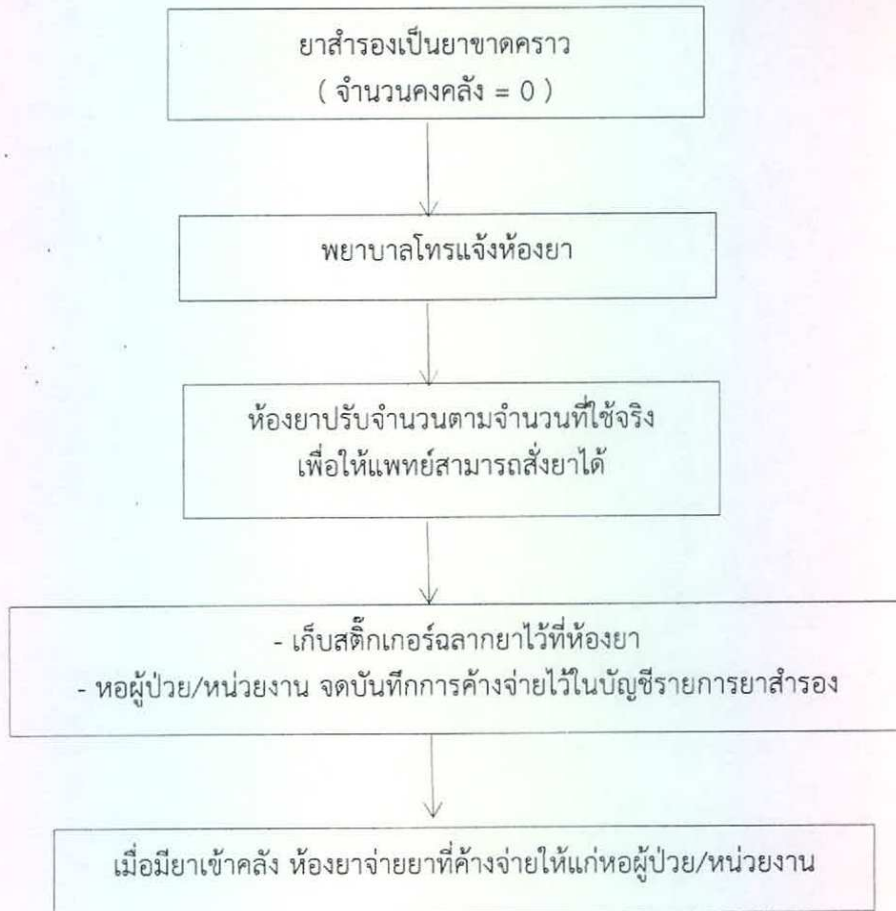 ยาสำรองเป็นยาขาดคราว
( จำนวนคงคลัง = 0 )
พยาบาลโทรแจ้งห้องยา
ห้องยาปรับจำนวนตามจำนวนที่ใช้จริง
เพื่อให้แพทย์สามารถสั่งยาได้
- เก็บสติ๊กเกอร์ฉลากยาไว้ที่ห้องยา
- หอผู้ป่วย/หน่วยงาน จดบันทึกการค้างจ่ายไว้ในบัญชีรายการยาสำรอง
เมื่อมียาเข้าคลัง ห้องยาจ่ายยาที่ค้างจ่ายให้แก่หอผู้ป่วย/หน่วยงาน